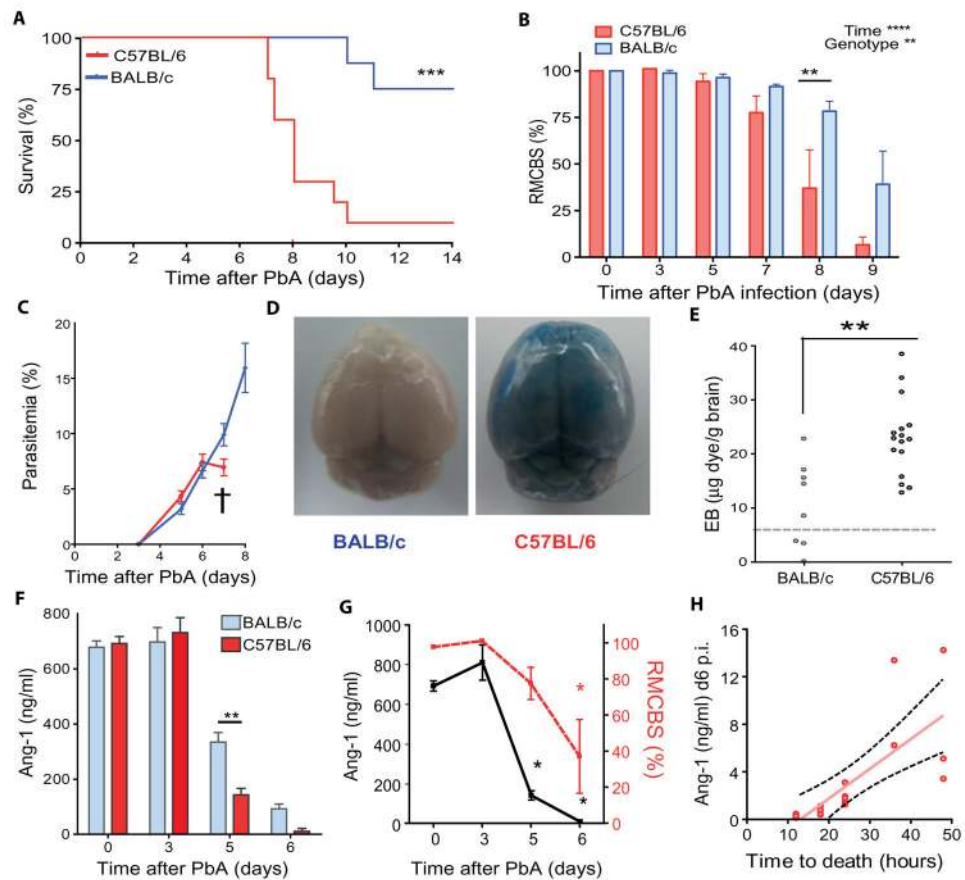 A
C57BL/6
BALB/c
***
Survival (%)
100
75
50
25
0
0 2 4 6 8 10 12 14
Time after PbA (days)
B
C57BL/6
BALB/c
Time ****
Genotype **
**
RMCBS (%)
100
75
50
25
0
0 3 5 7 8 9
Time after PbA infection (days)
C
Parasitemia (%)
20
15
10
5
0
†
0 2 4 6 8
Time after PbA (days)
D
BALB/c C57BL/6
E
**
EB (µg dye/g brain)
40
30
20
10
0
BALB/c C57BL/6
F
BALB/c
C57BL/6
**
Ang-1 (ng/ml)
800
600
400
200
0
0 3 5 6
Time after PbA (days)
G
Ang-1 (ng/ml)
1000
800
600
400
200
0
*
*
*
100
80
60
40
20
0
RMCBS (%)
0 3 5 6
Time after PbA (days)
H
Ang-1 (ng/ml) d6 p.i.
16
12
8
4
0
0 10 20 30 40 50
Time to death (hours)